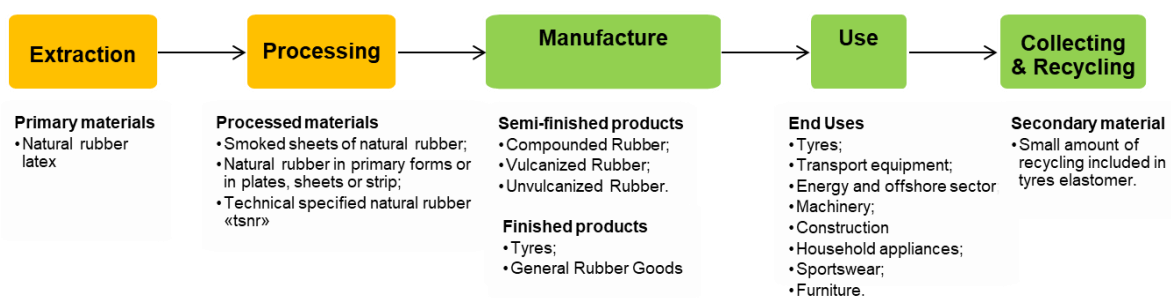 Extraction
Processing
Manufacture
Use
Collecting
& Recycling
Primary materials
• Natural rubber
latex
Processed materials
• Smoked sheets of natural rubber;
• Natural rubber in primary forms or
in plates, sheets or strip;
• Technical specified natural rubber
«tsnr»
Semi-finished products
• Compounded Rubber;
• Vulcanized Rubber;
• Unvulcanized Rubber.
Finished products
• Tyres;
• General Rubber Goods
End Uses
• Tyres;
• Transport equipment;
• Energy and offshore sector
• Machinery;
• Construction
• Household appliances;
• Sportswear;
• Furniture.
Secondary material
• Small amount of
recycling included in
tyres elastomer.